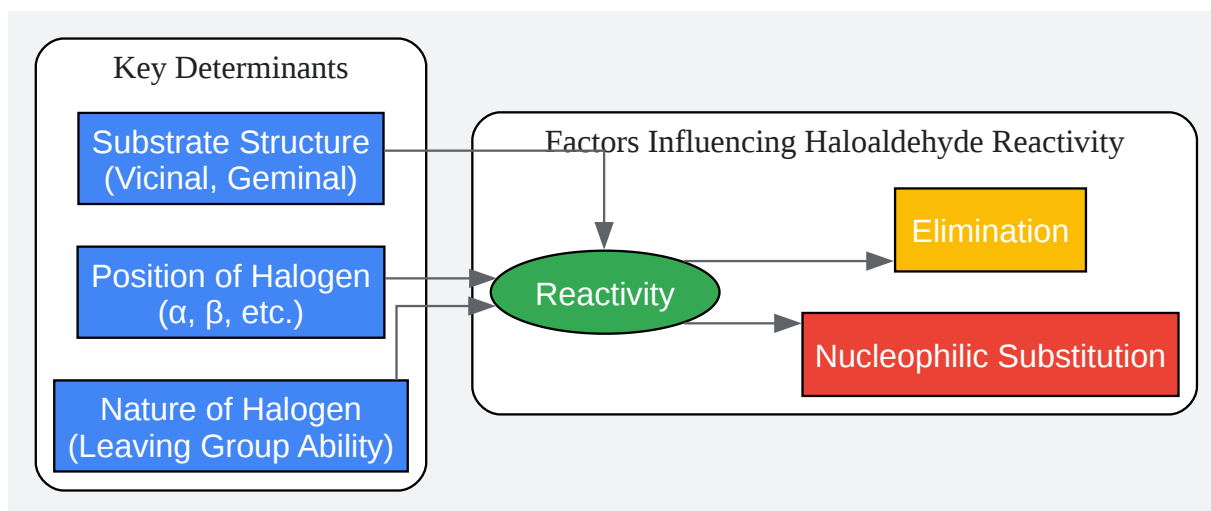 Key Determinants
Substrate Structure
(Vicinal, Geminal)
Position of Halogen
(α, β, etc.)
Nature of Halogen
(Leaving Group Ability)
Factors Influencing Haloaldehyde Reactivity
Reactivity
Elimination
Nucleophilic Substitution